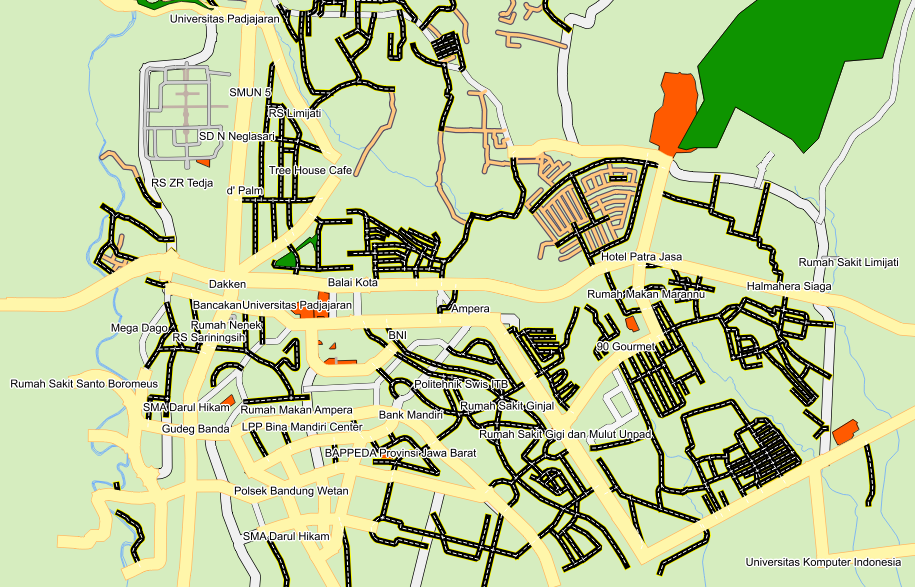 Universitas Padjajaran
SMUN 5
RS Limijati
SD N Neglasari
Tree House Cafe
RS ZR Tedja
d' Palm
Hotel Patra Jasa
Rumah Sakit Limijati
Dakken
Balai Kota
Halmahera Siaga
Rumah Makan Marannu
Bancakan
Universitas Padjajaran
Ampera
Mega Dago
Rumah Nenek
RS Sariningsih
BNI
90 Gourmet
Rumah Sakit Santo Boromeus
Politehnik Swis ITB
SMA Darul Hikam
Rumah Makan Ampera
Bank Mandiri
Rumah Sakit Ginjal
Gudeg Banda
LPP Bina Mandiri Center
Rumah Sakit Gigi dan Mulut Unpad
BAPPEDA Provinsi Jawa Barat
Polsek Bandung Wetan
SMA Darul Hikam
Universitas Komputer Indonesia